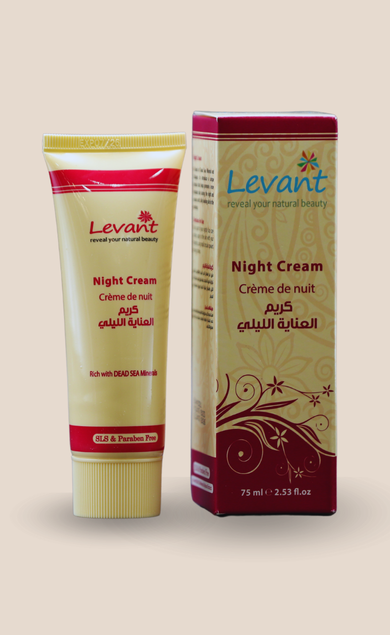 Levant
reveal your natural beauty
Night Cream
Crème de nuit
كريم
العناية الليلي
Rich with DEAD SEA Minerals
SLS & Paraben Free
Levant
reveal your natural beauty
Night Cream
Crème de nuit
كريم
العناية الليلي
75 ml 2.53 fl.oz